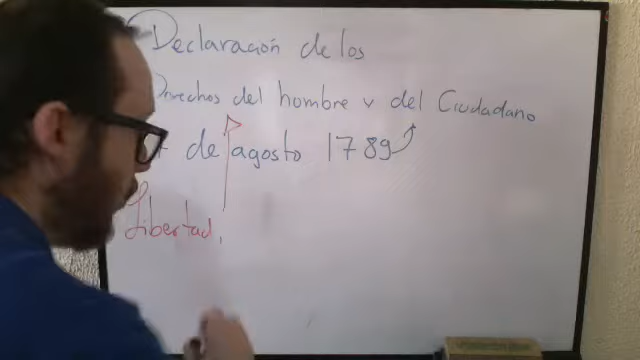 Declaración de los
Derechos del hombre y del Ciudadano
de agosto 1789
Libertad,